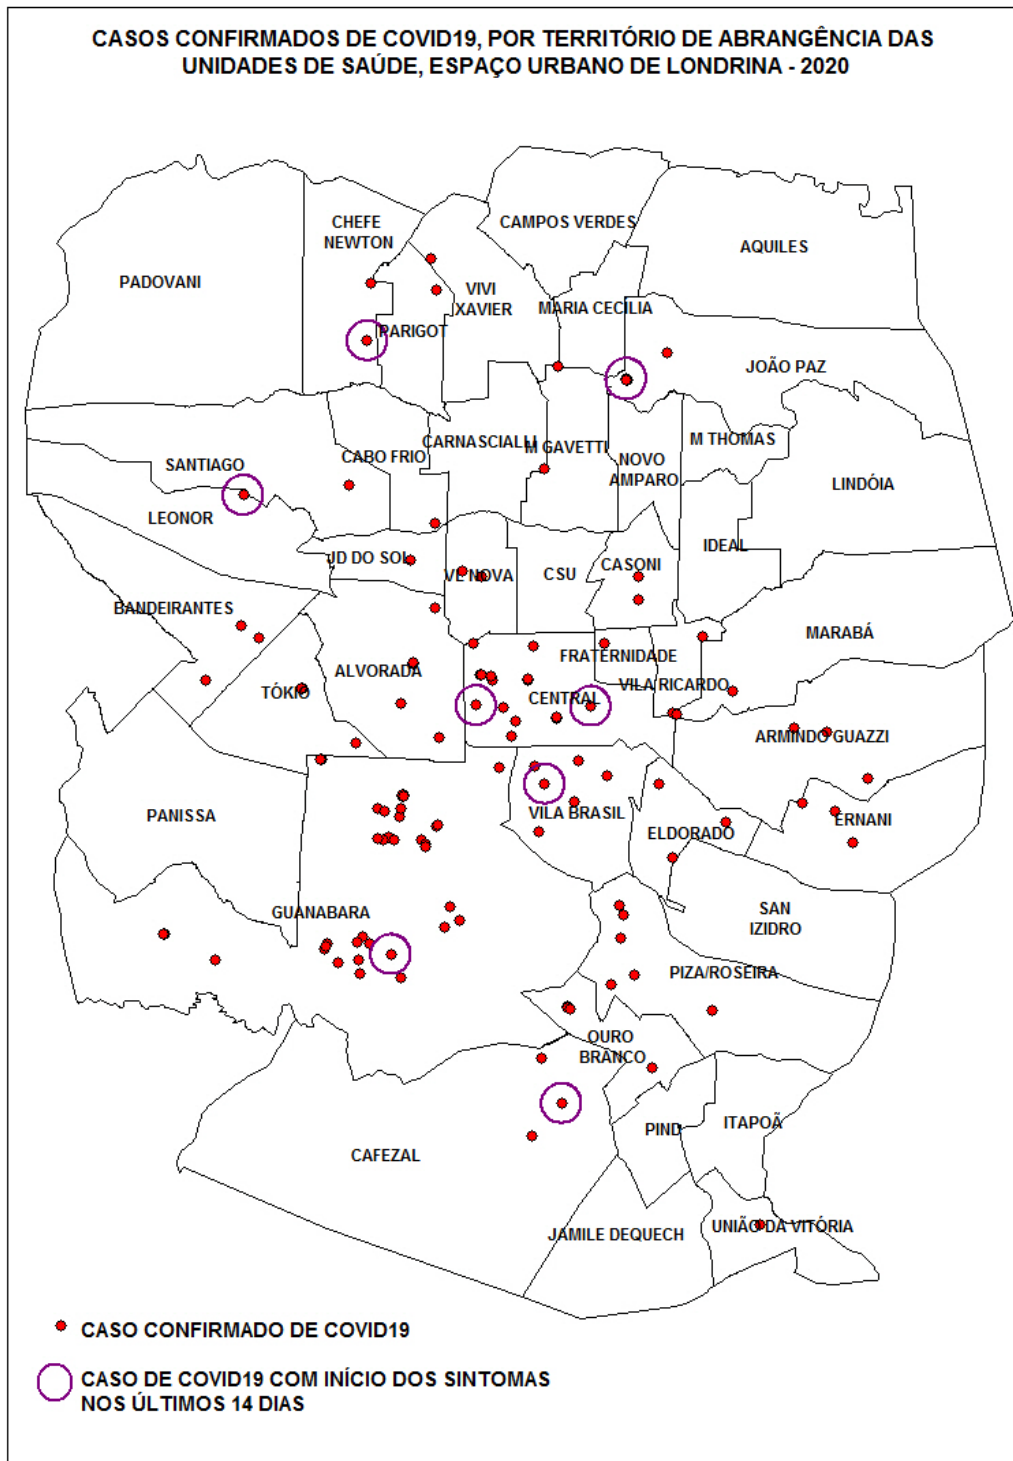 CASOS CONFIRMADOS DE COVID19, POR TERRITÓRIO DE ABRANGÊNCIA DAS
UNIDADES DE SAÚDE, ESPAÇO URBANO DE LONDRINA - 2020
CHEFE
NEWTON
CAMPOS VERDES
AQUILES
PADOVANI
VIVI
XAVIER
MARIA CECÍLIA
PARIGOT
JOÃO PAZ
CARNASCIALLI
M GAVETTI
M THOMAS
SANTIAGO
CABO FRIO
NOVO
AMPARO
LINDÓIA
LEONOR
IDEAL
JD DO SOL
VL NOVA
CSU
CASONI
BANDEIRANTES
MARABÁ
FRATERNIDADE
ALVORADA
TÓKIO
CENTRAL
VILA RICARDO
ARMINDO GUAZZI
PANISSA
VILA BRASIL
ELDORADO
ERNANI
GUANABARA
SAN
IZIDRO
PIZA/ROSEIRA
OURO
BRANCO
PIND
ITAPOÃ
CAFEZAL
JAMILE DEQUECH
UNIÃO DA VITÓRIA
CASO CONFIRMADO DE COVID19
CASO DE COVID19 COM INÍCIO DOS SINTOMAS
NOS ÚLTIMOS 14 DIAS